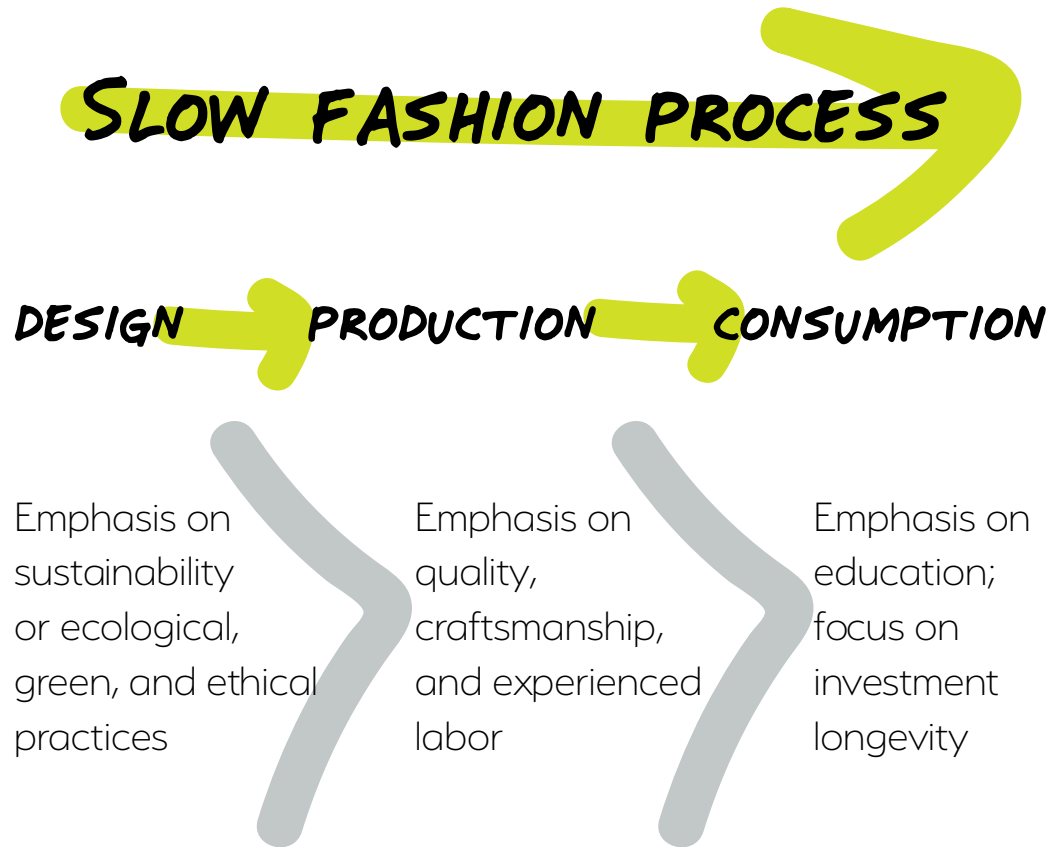 SLOW FASHION PROCESS
DESIGN PRODUCTION CONSUMPTION
Emphasis on
sustainability
or ecological,
green, and ethical
practices
Emphasis on
quality,
craftsmanship,
and experienced
labor
Emphasis on
education;
focus on
investment
longevity